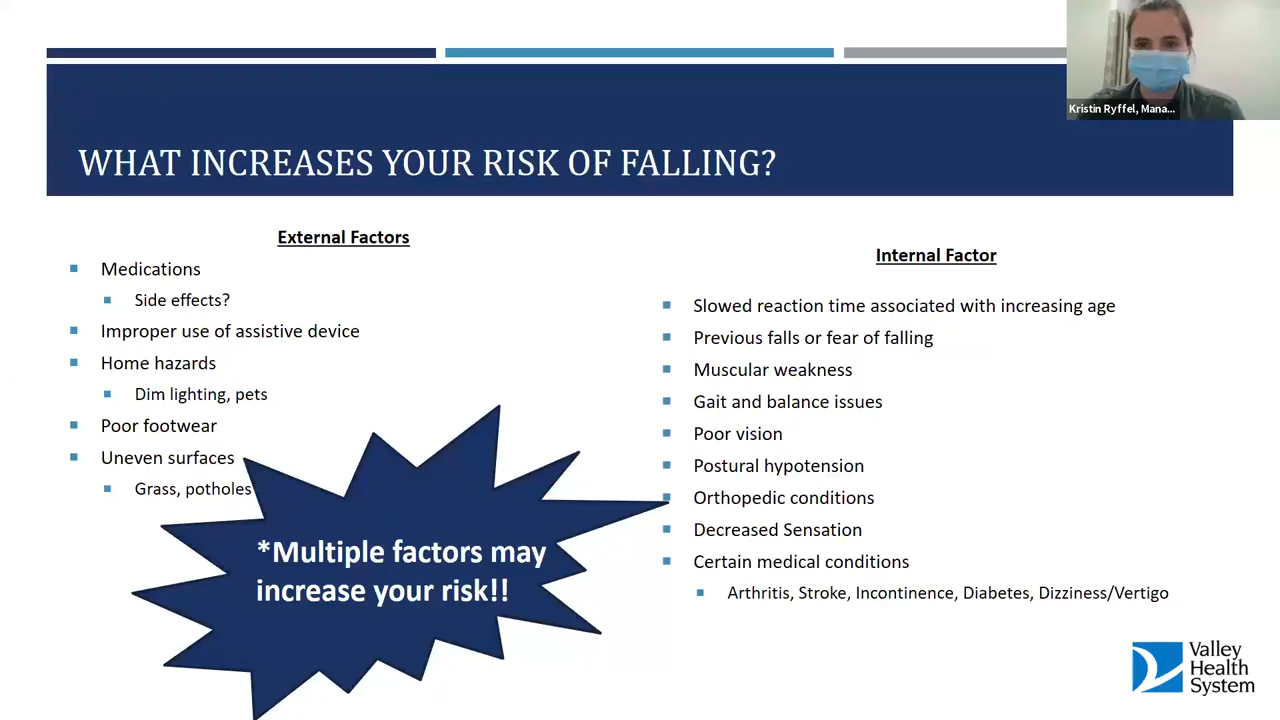 Kristin Ryffel, Mana...
WHAT INCREASES YOUR RISK OF FALLING?
External Factors
Medications
Side effects?
Improper use of assistive device
Home hazards
Dim lighting, pets
Poor footwear
Uneven surfaces
Grass, potholes
*Multiple factors may
increase your risk!!
Internal Factor
Slowed reaction time associated with increasing age
Previous falls or fear of falling
Muscular weakness
Gait and balance issues
Poor vision
Postural hypotension
Orthopedic conditions
Decreased Sensation
Certain medical conditions
Arthritis, Stroke, Incontinence, Diabetes, Dizziness/Vertigo
Valley
Health
System